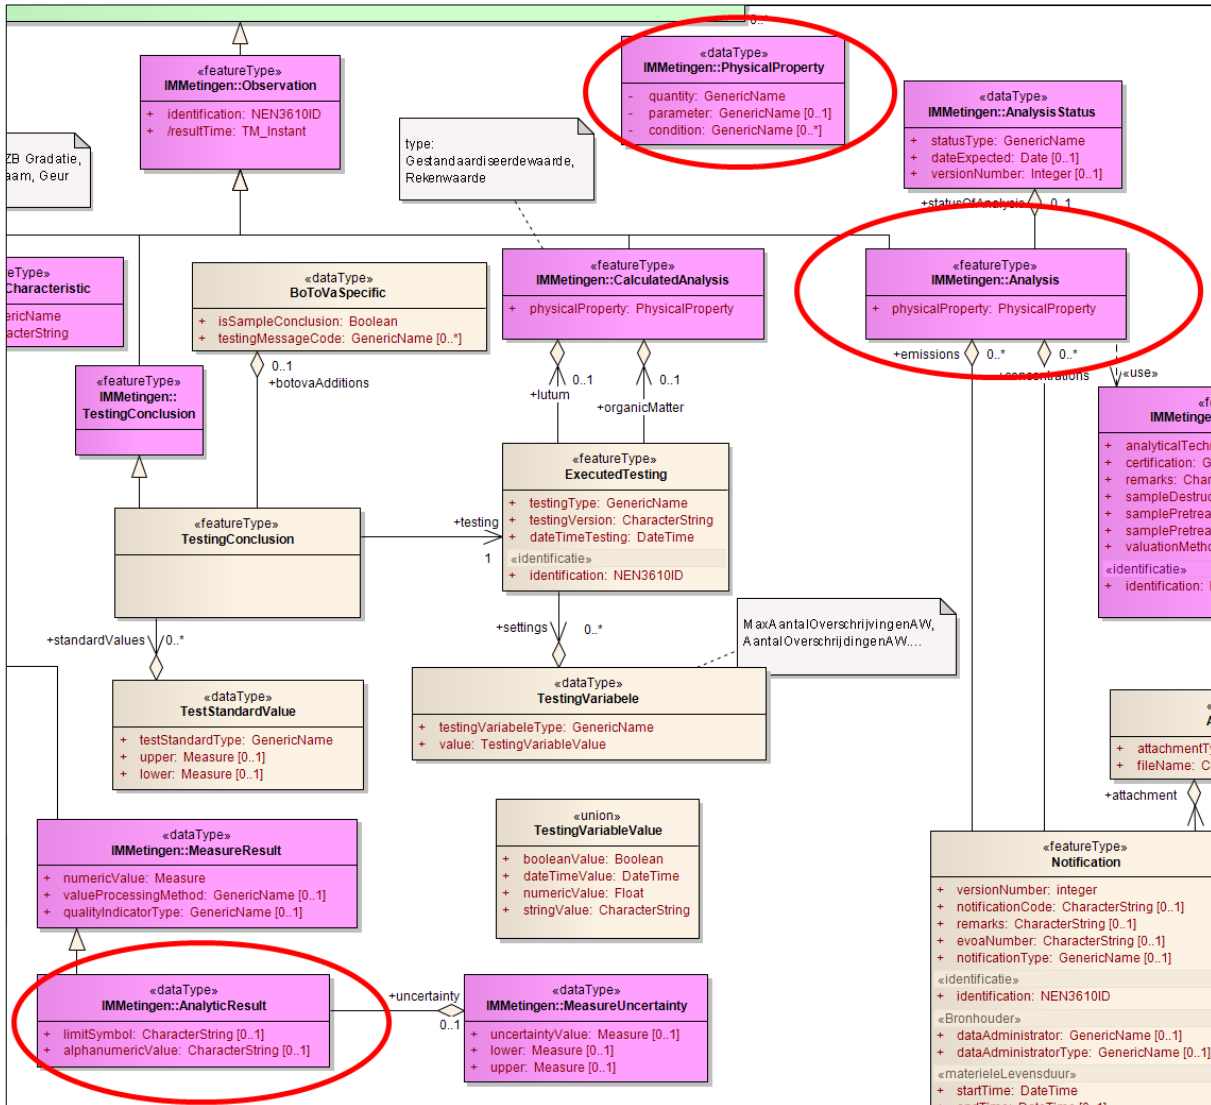 0..*
«dataType»
IMMetingen::PhysicalProperty
- quantity: GenericName
- parameter: GenericName [0..1]
- condition: GenericName [0..*]
«featureType»
IMMetingen::Observation
+ identification: NEN3610ID
+ /resultTime: TM_Instant
«dataType»
IMMetingen::AnalysisStatus
+ statusType: GenericName
+ dateExpected: Date [0..1]
+ versionNumber: Integer [0..1]
+statusOfAnalysis 0..1
ZB Gradatie,
aam, Geur
type:
Gestandaardiseerdewaarde,
Rekenwaarde
reType»
Characteristic
ericName
racterString
«dataType»
BoToVaSpecific
+ isSampleConclusion: Boolean
+ testingMessageCode: GenericName [0..*]
0..1
+botovaAdditions
«featureType»
IMMetingen::CalculatedAnalysis
+ physicalProperty: PhysicalProperty
0..1
+lutum
0..1
+organicMatter
«featureType»
IMMetingen::Analysis
+ physicalProperty: PhysicalProperty
+emissions 0..*
0..*
+concentrations
«use»
«featureType»
IMMetingen::
TestingConclusion
«featureType»
ExecutedTesting
+ testingType: GenericName
+ testingVersion: CharacterString
+ dateTimeTesting: DateTime
«identificatie»
+ identification: NEN3610ID
IMMetinge
+ analyticalTech
+ certification: G
+ remarks: Char
+ sampleDestruc
+ samplePretrea
+ samplePretrea
+ valuationMetho
«identificatie»
+ identification:
«featureType»
TestingConclusion
+testing
1
+standardValues 0..*
+settings 0..*
MaxAantalOverschrijvingenAW,
AantalOverschrijdingenAW....
«dataType»
TestStandardValue
+ testStandardType: GenericName
+ upper: Measure [0..1]
+ lower: Measure [0..1]
«dataType»
TestingVariabele
+ testingVariabeleType: GenericName
+ value: TestingVariableValue
«
A
+ attachmentTy
+ fileName: C
+attachment
«union»
TestingVariableValue
+ booleanValue: Boolean
+ dateTimeValue: DateTime
+ numericValue: Float
+ stringValue: CharacterString
«dataType»
IMMetingen::MeasureResult
+ numericValue: Measure
+ valueProcessingMethod: GenericName [0..1]
+ qualityIndicatorType: GenericName [0..1]
«featureType»
Notification
+ versionNumber: integer
+ notificationCode: CharacterString [0..1]
+ remarks: CharacterString [0..1]
+ evoaNumber: CharacterString [0..1]
+ notificationType: GenericName [0..1]
«identificatie»
+ identification: NEN3610ID
«Bronhouder»
+ dataAdministrator: GenericName [0..1]
+ dataAdministratorType: GenericName [0..1]
«materieleLevensduur»
+ startTime: DateTime
+ endTime: DateTime [0..1]
«dataType»
IMMetingen::AnalyticResult
+ limitSymbol: CharacterString [0..1]
+ alphanumericValue: CharacterString [0..1]
+uncertainty
0..1
«dataType»
IMMetingen::MeasureUncertainty
+ uncertaintyValue: Measure [0..1]
+ lower: Measure [0..1]
+ upper: Measure [0..1]